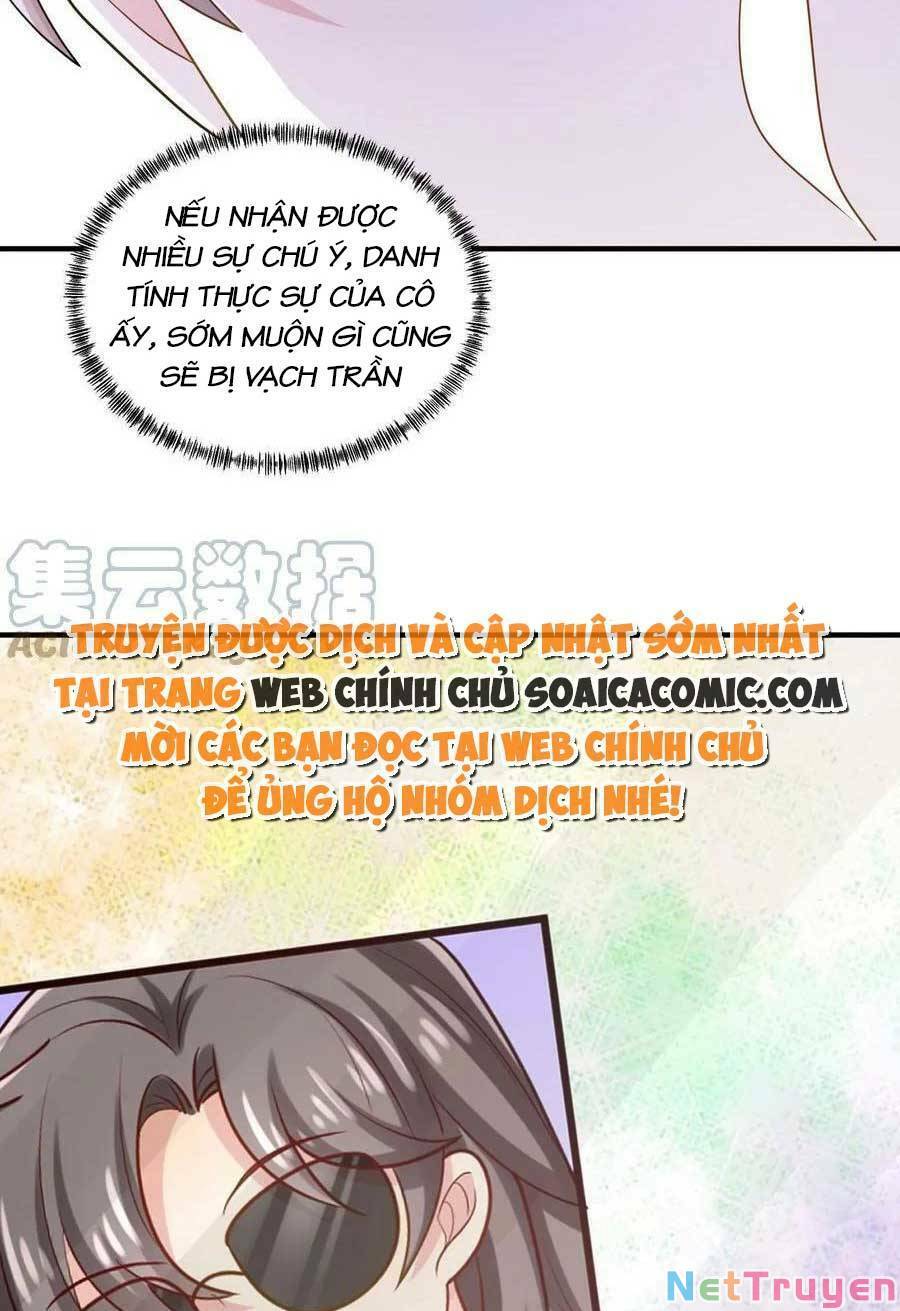 NẾU NHẬN ĐƯỢC
NHIỀU SỰ CHÚ Ý, DANH
TÍNH THỰC SỰ CỦA CÔ
ẤY, SỚM MUỘN GÌ CŨNG
SẼ BỊ VẠCH TRẦN
集云数据
TRUYỆN ĐƯỢC DỊCH VÀ CẬP NHẬT SỚM NHẤT
TẠI TRANG WEB CHÍNH CHỦ SOAICACOMIC.COM
MỜI CÁC BẠN ĐỌC TẠI WEB CHÍNH CHỦ
ĐỂ ỦNG HỘ NHÓM DỊCH NHÉ!
NetTruyen